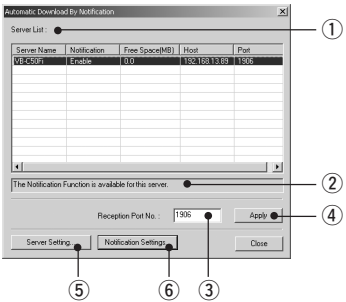 Automatic Download By Notification
Server List :
①
Server Name Notification Free Space(MB) Host Port
VB-C50Fi Enable 0.0 192.168.13.89 1906
The Notification Function is available for this server.
②
Reception Port No. : 1906 Apply
④
Server Setting... Notification Settings... Close
⑤ ⑥ ③